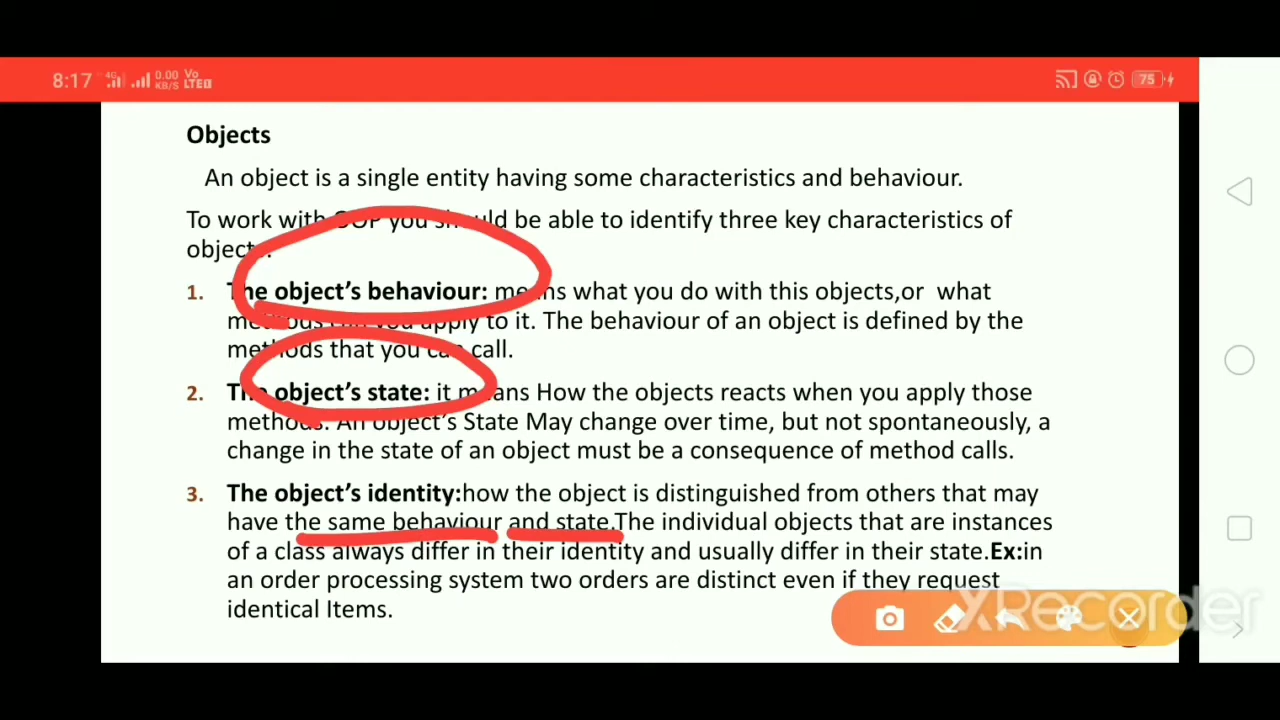 8:17 4G 0.00 KB/S Vo LTE 75
Objects
An object is a single entity having some characteristics and behaviour.
To work with OOP you should be able to identify three key characteristics of
objects.
1. The object's behaviour: means what you do with this objects,or what
methods can you apply to it. The behaviour of an object is defined by the
methods that you can call.
2. The object's state: it means How the objects reacts when you apply those
methods. An object's State May change over time, but not spontaneously, a
change in the state of an object must be a consequence of method calls.
3. The object's identity:how the object is distinguished from others that may
have the same behaviour and state.The individual objects that are instances
of a class always differ in their identity and usually differ in their state.Ex:in
an order processing system two orders are distinct even if they request
identical Items.
XRecorder